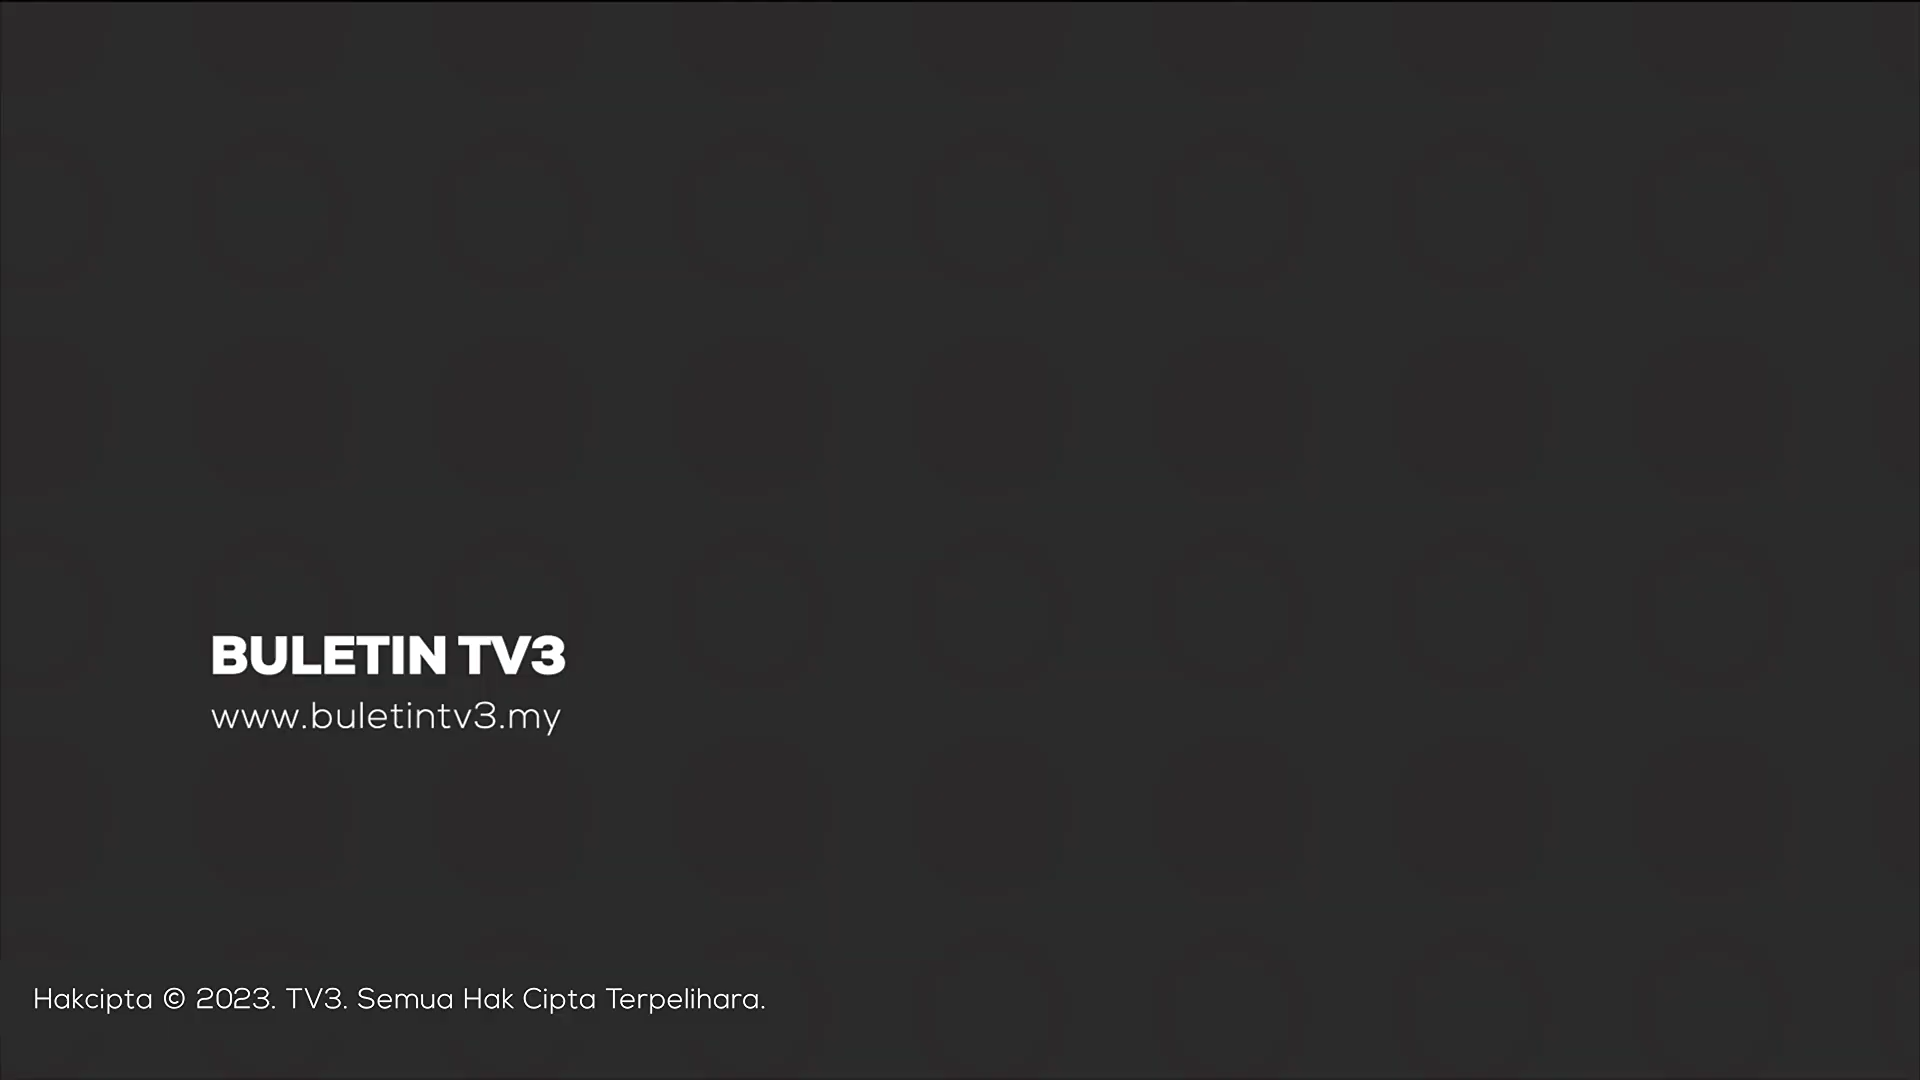 BULETIN TV3
www.buletintv3.my
Hakcipta © 2023. TV3. Semua Hak Cipta Terpelihara.